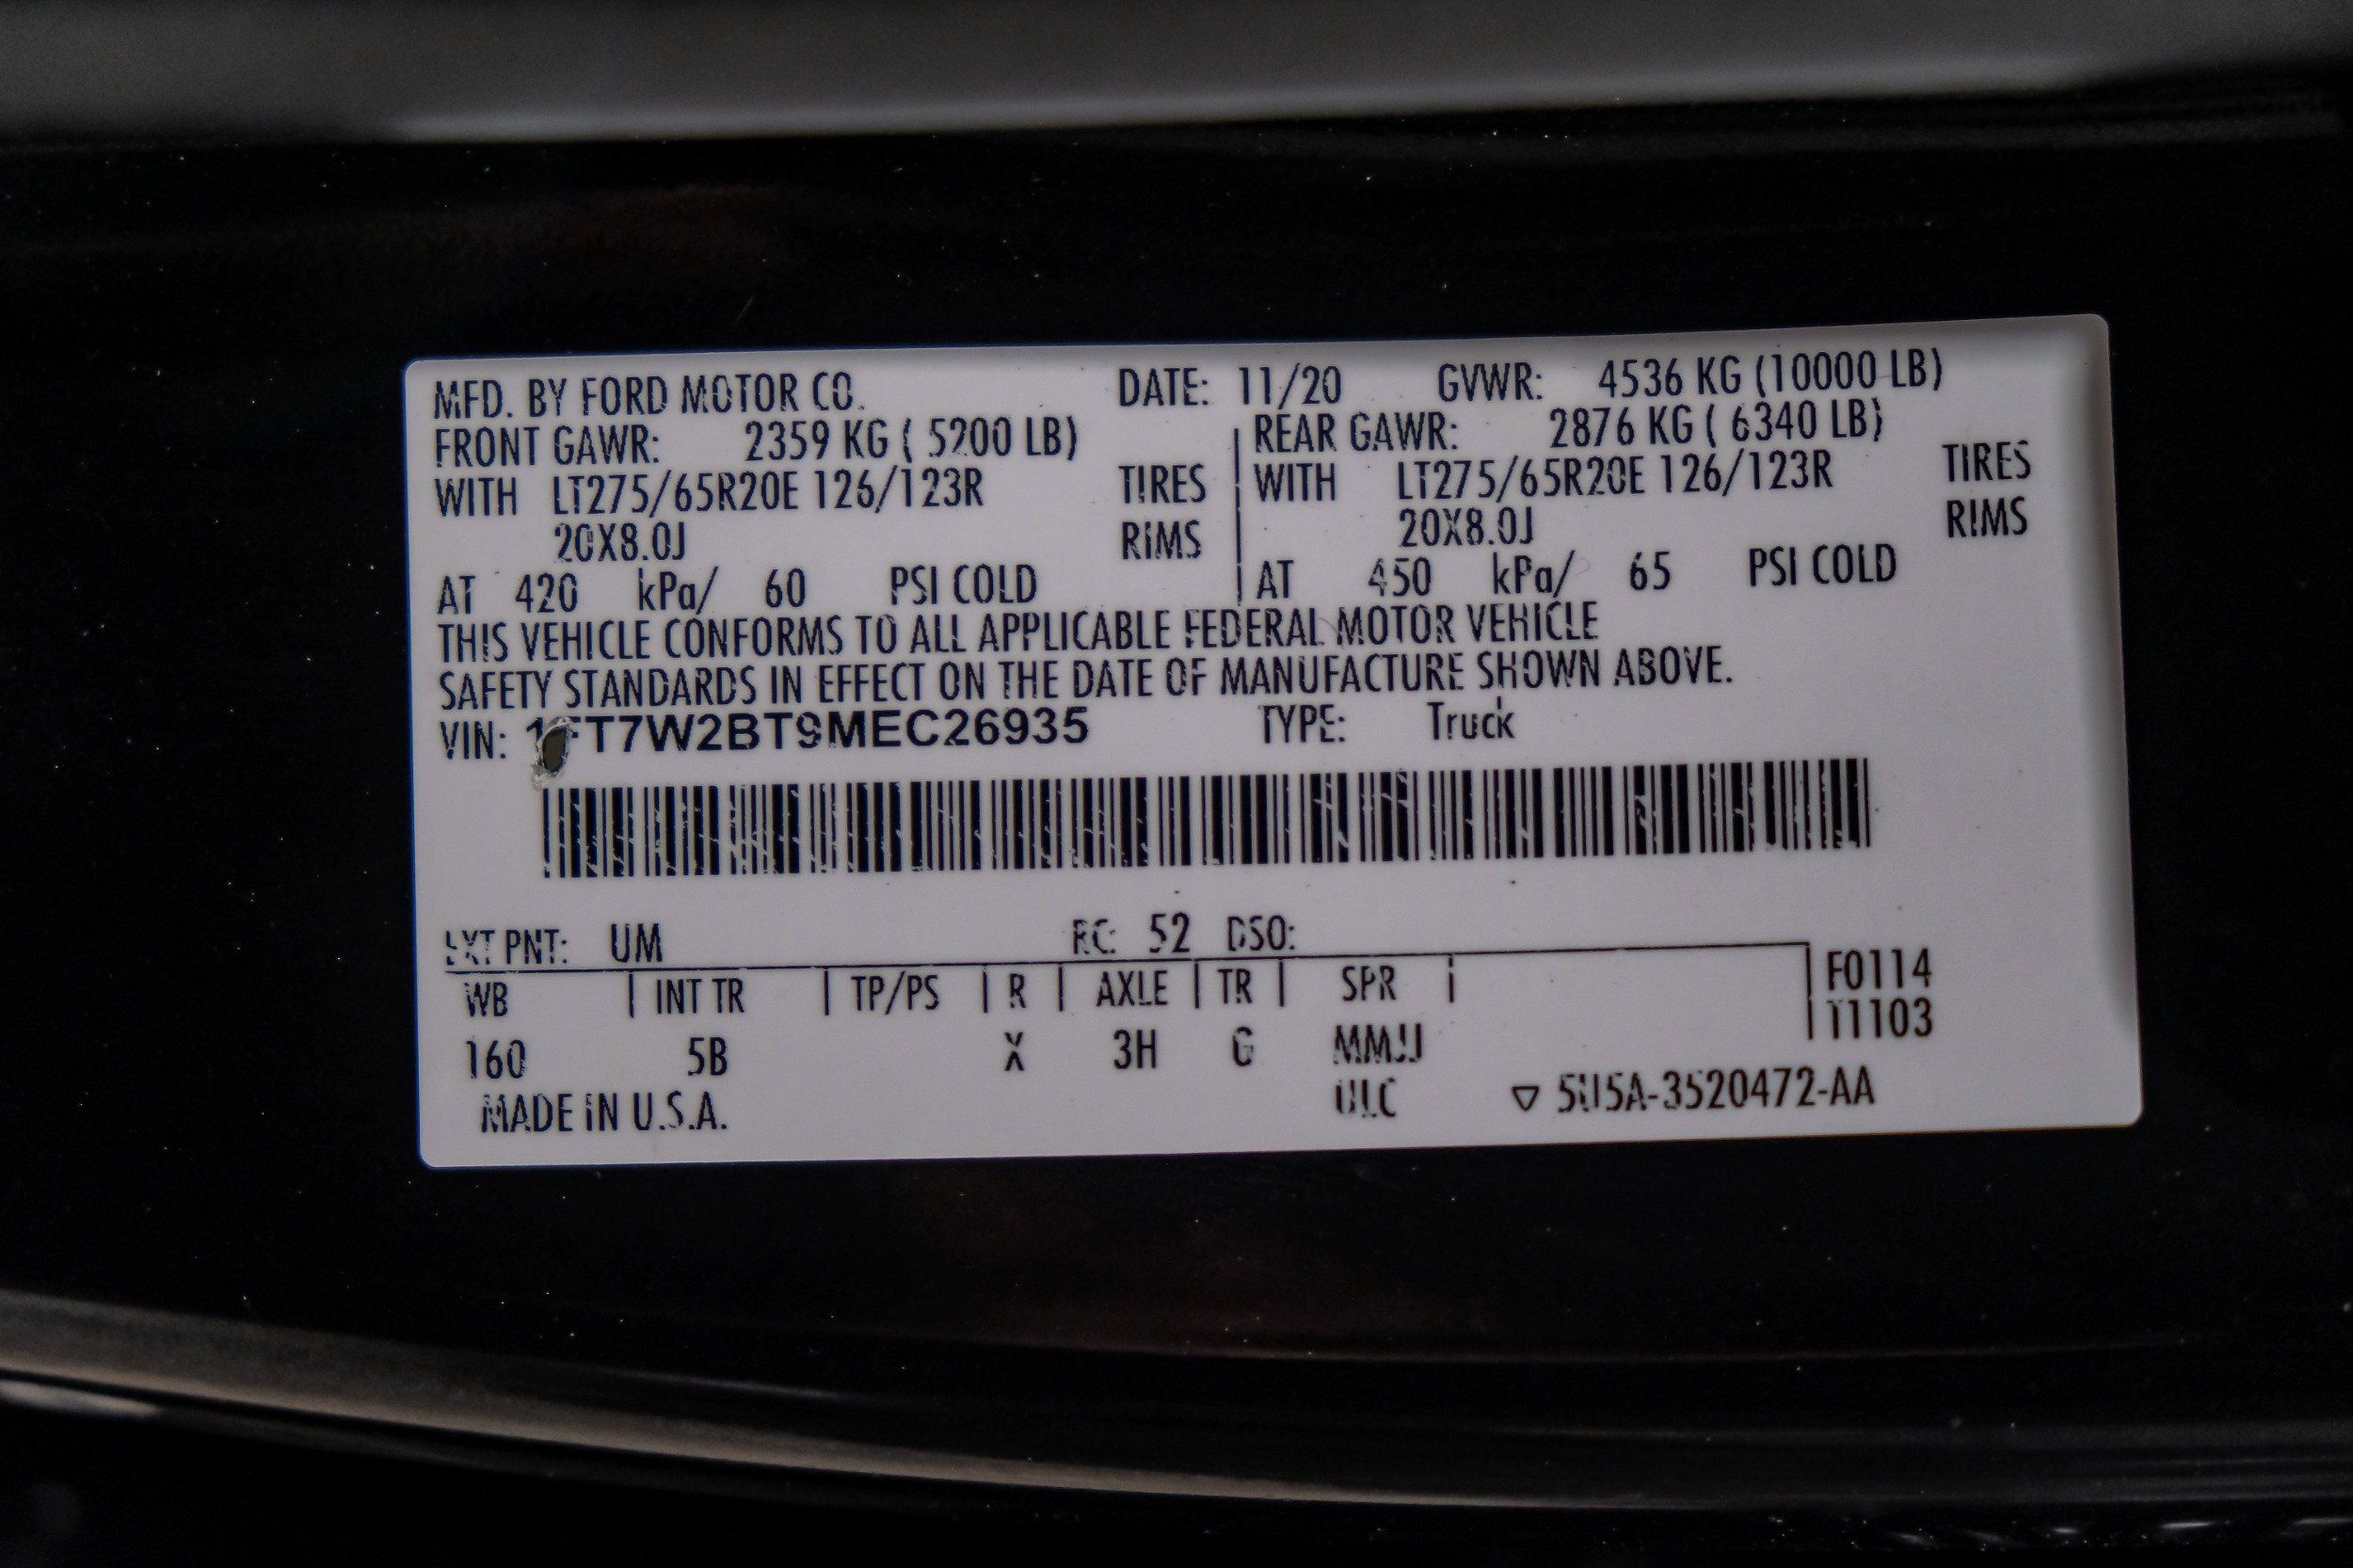 MFD. BY FORD MOTOR CO. DATE: 11/20 GVWR: 4536 KG (10000 LB)
FRONT GAWR: 2359 KG ( 5200 LB) REAR GAWR: 2876 KG ( 6340 LB)
WITH LT275/65R20E 126/123R TIRES WITH LT275/65R20E 126/123R TIRES
20X8.0J RIMS 20X8.0J RIMS
AT 420 kPa/ 60 PSI COLD AT 450 kPa/ 65 PSI COLD
THIS VEHICLE CONFORMS TO ALL APPLICABLE FEDERAL MOTOR VEHICLE
SAFETY STANDARDS IN EFFECT ON THE DATE OF MANUFACTURE SHOWN ABOVE.
VIN: 1FT7W2BT9MEC26935 TYPE: Truck
EXT PNT: UM RC: 52 DSO:
WB | INT TR | TP/PS | R | AXLE | TR | SPR | F0114
T1103
160 5B X 3H G MMJJ
MADE IN U.S.A. ULC ▽ 5U5A-3520472-AA